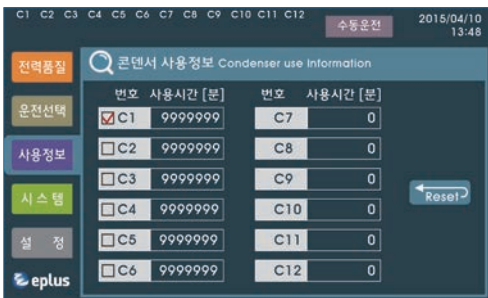 C1 C2 C3 C4 C5 C6 C7 C8 C9 C10 C11 C12
수동운전
2015/04/10
13:48
전력품질
운전선택
사용정보
시스템
설 정
eplus
콘덴서 사용정보 Condenser use Information
번호 사용시간 [분] 번호 사용시간 [분]
C1 9999999 C7 0
C2 9999999 C8 0
C3 9999999 C9 0
C4 9999999 C10 0
C5 9999999 C11 0
C6 9999999 C12 0
Reset